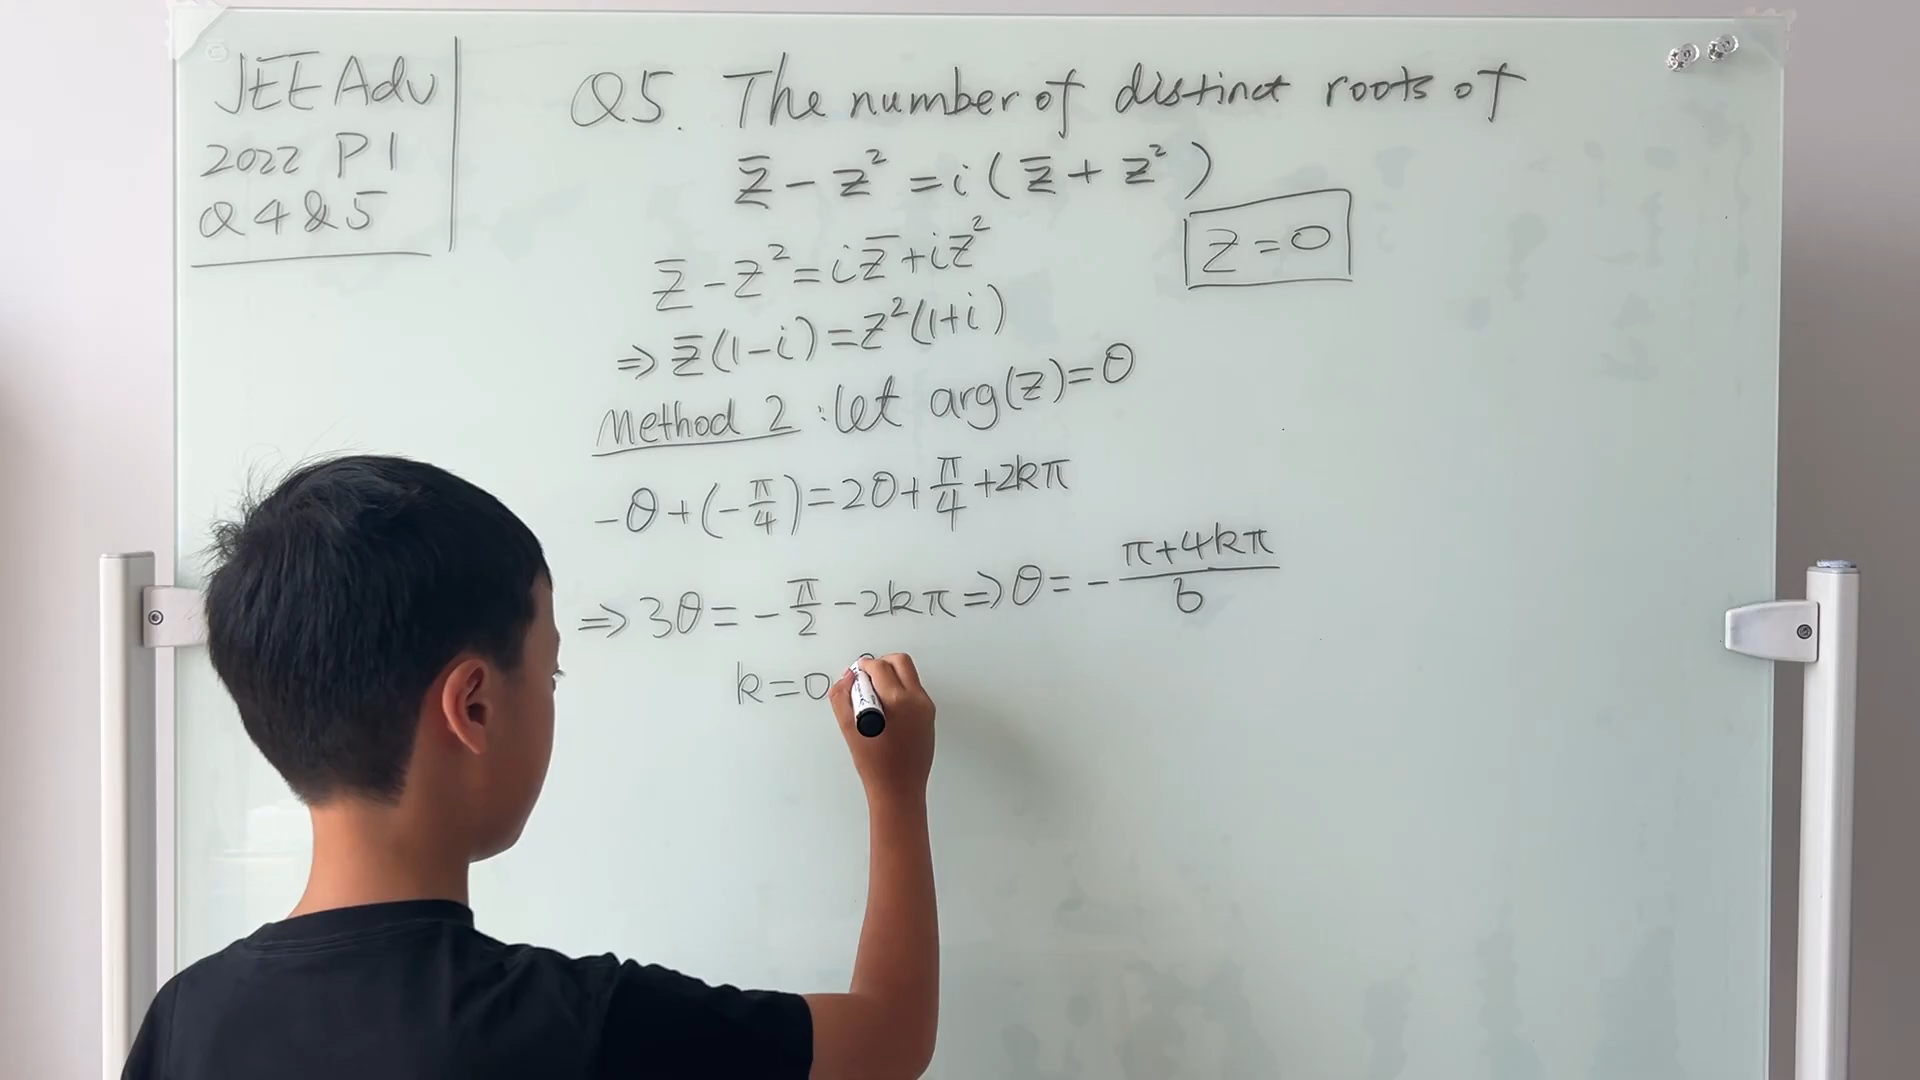 JEE Adv
2022 P1
Q4&5
Q5. The number of distinct roots of
z̅ - z² = i(z̅ + z²)
z = 0
z̅ - z² = iz̅ + iz²
⇒ z̅(1-i) = z²(1+i)
Method 2 : let arg(z) = θ
-θ + (-π/4) = 2θ + π/4 + 2kπ
⇒ 3θ = -π/2 - 2kπ ⇒ θ = -(π+4kπ)/6
k = 0